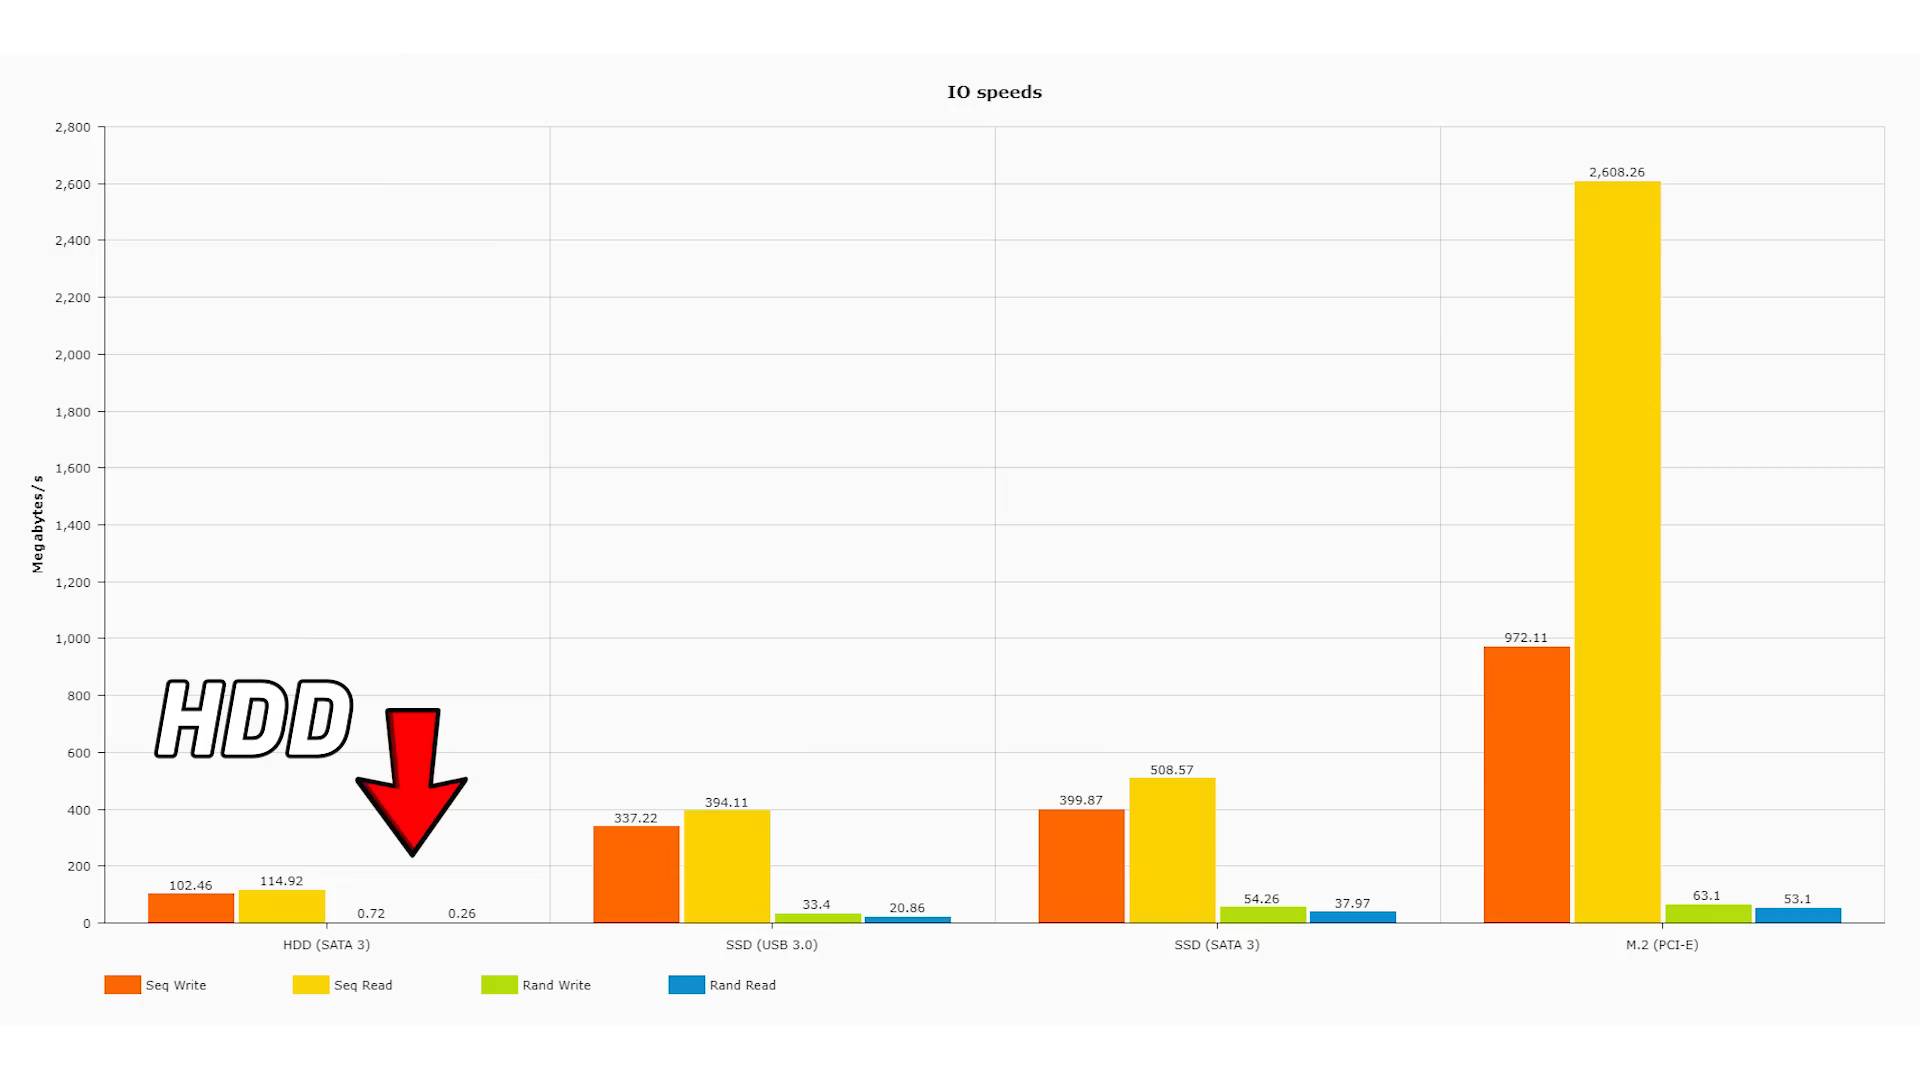 IO speeds
Megabytes/s
2,800
2,600
2,400
2,200
2,000
1,800
1,600
1,400
1,200
1,000
800
600
400
200
0
HDD
102.46 114.92 0.72 0.26
337.22 394.11 33.4 20.86
399.87 508.57 54.26 37.97
972.11 2,608.26 63.1 53.1
HDD (SATA 3) SSD (USB 3.0) SSD (SATA 3) M.2 (PCI-E)
Seq Write Seq Read Rand Write Rand Read